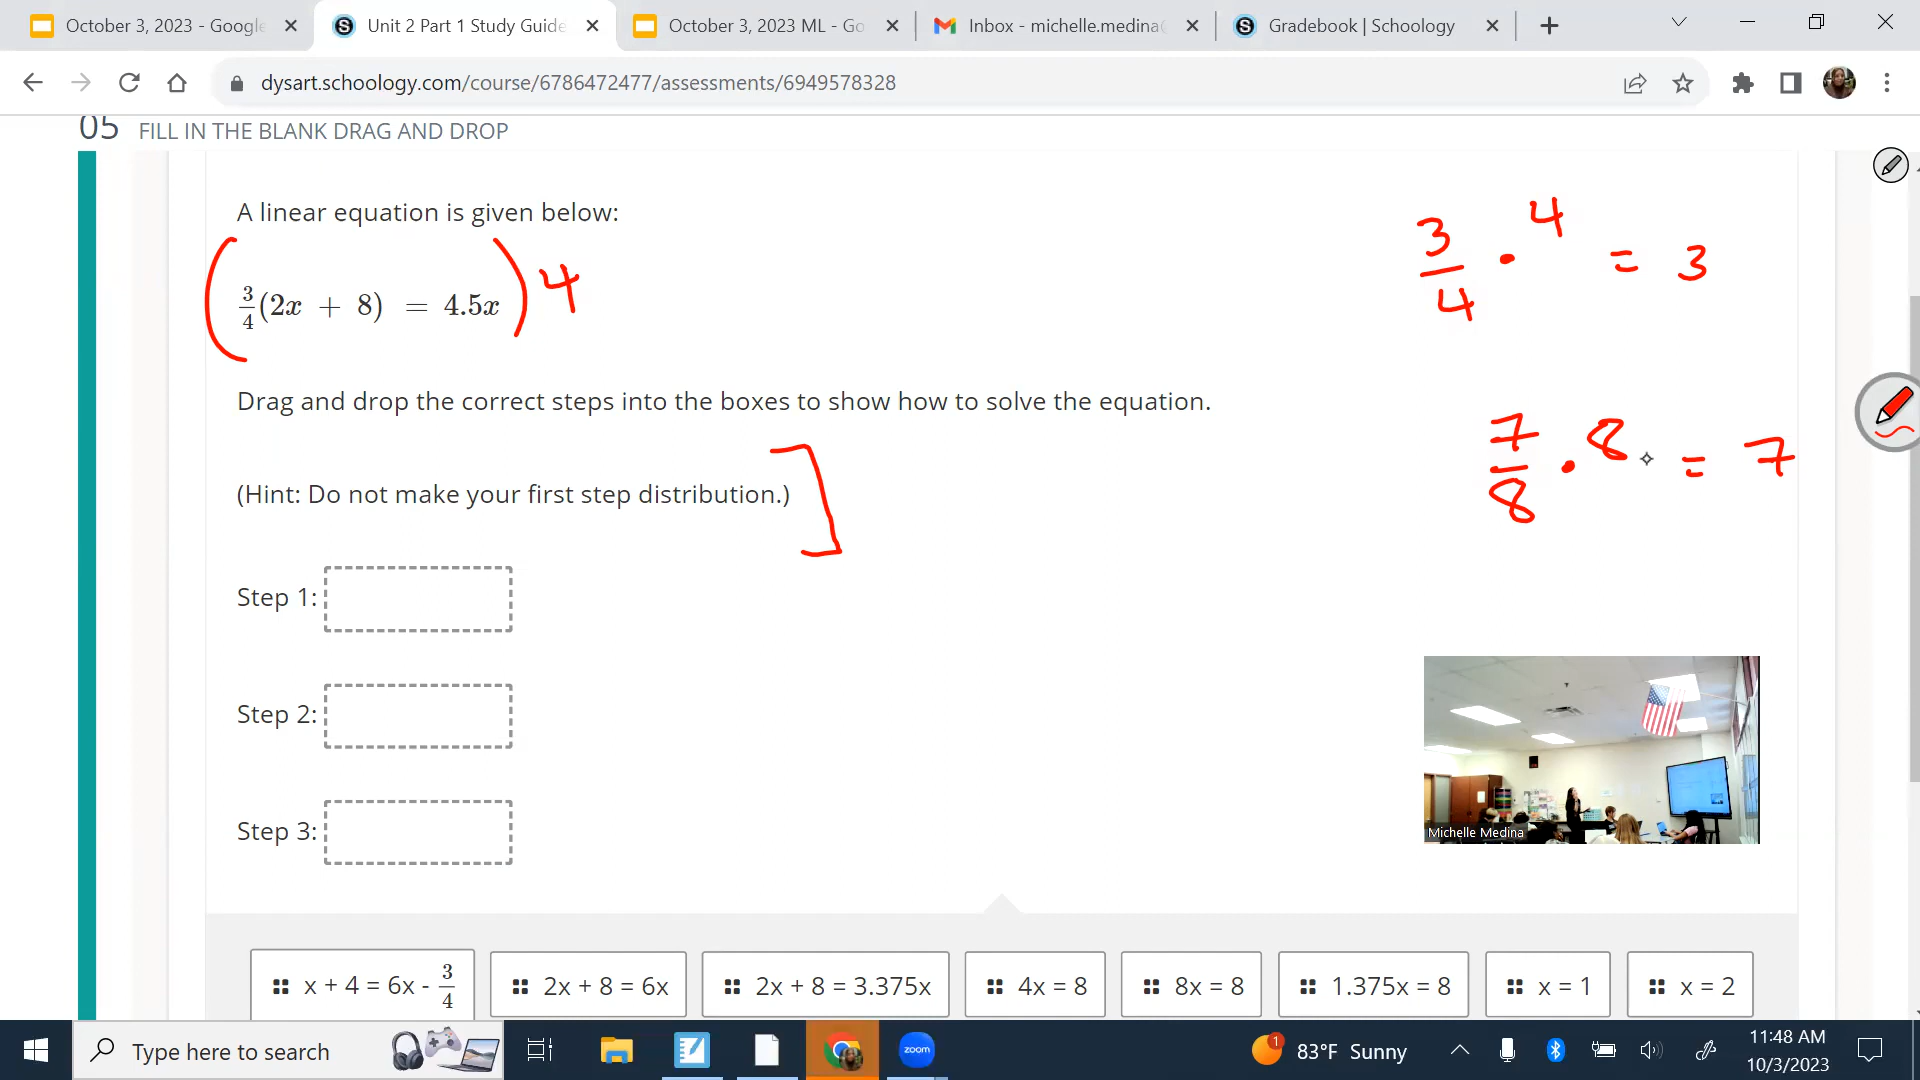 October 3, 2023 - Google
Unit 2 Part 1 Study Guide
October 3, 2023 ML - Go
Inbox - michelle.medina@
Gradebook | Schoology
dysart.schoology.com/course/6786472477/assessments/6949578328
05 FILL IN THE BLANK DRAG AND DROP
A linear equation is given below:
( 3/4(2x + 8) = 4.5x ) 4
3/4 · 4 = 3
Drag and drop the correct steps into the boxes to show how to solve the equation.
7/8 · 8 = 7
(Hint: Do not make your first step distribution.) ]
Step 1:
Step 2:
Step 3:
Michelle Medina
x + 4 = 6x - 3/4
2x + 8 = 6x
2x + 8 = 3.375x
4x = 8
8x = 8
1.375x = 8
x = 1
x = 2
Type here to search
zoom
1
83°F Sunny
11:48 AM
10/3/2023